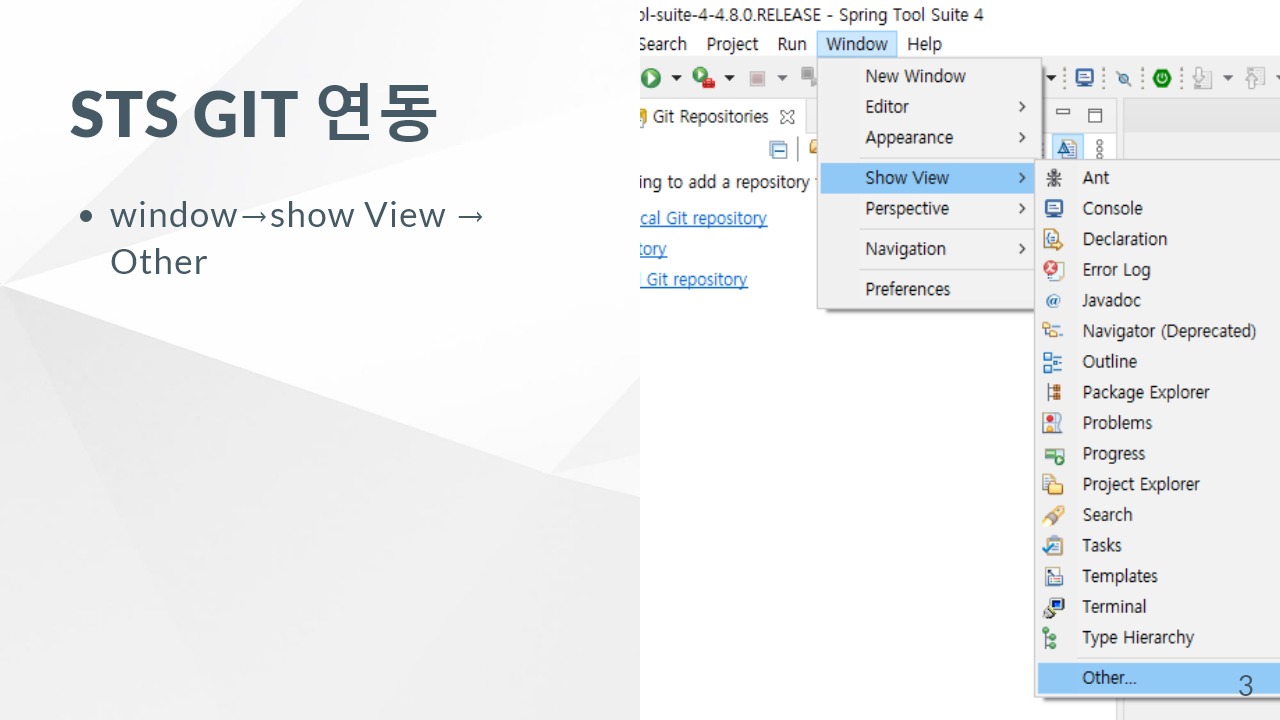 STS GIT 연동
• window→show View →
Other
ol-suite-4-4.8.0.RELEASE - Spring Tool Suite 4
Search Project Run Window Help
New Window
Editor
Appearance
Show View
Perspective
Navigation
Preferences
Git Repositories
ing to add a repository
cal Git repository
tory
Git repository
Ant
Console
Declaration
Error Log
Javadoc
Navigator (Deprecated)
Outline
Package Explorer
Problems
Progress
Project Explorer
Search
Tasks
Templates
Terminal
Type Hierarchy
Other...
3